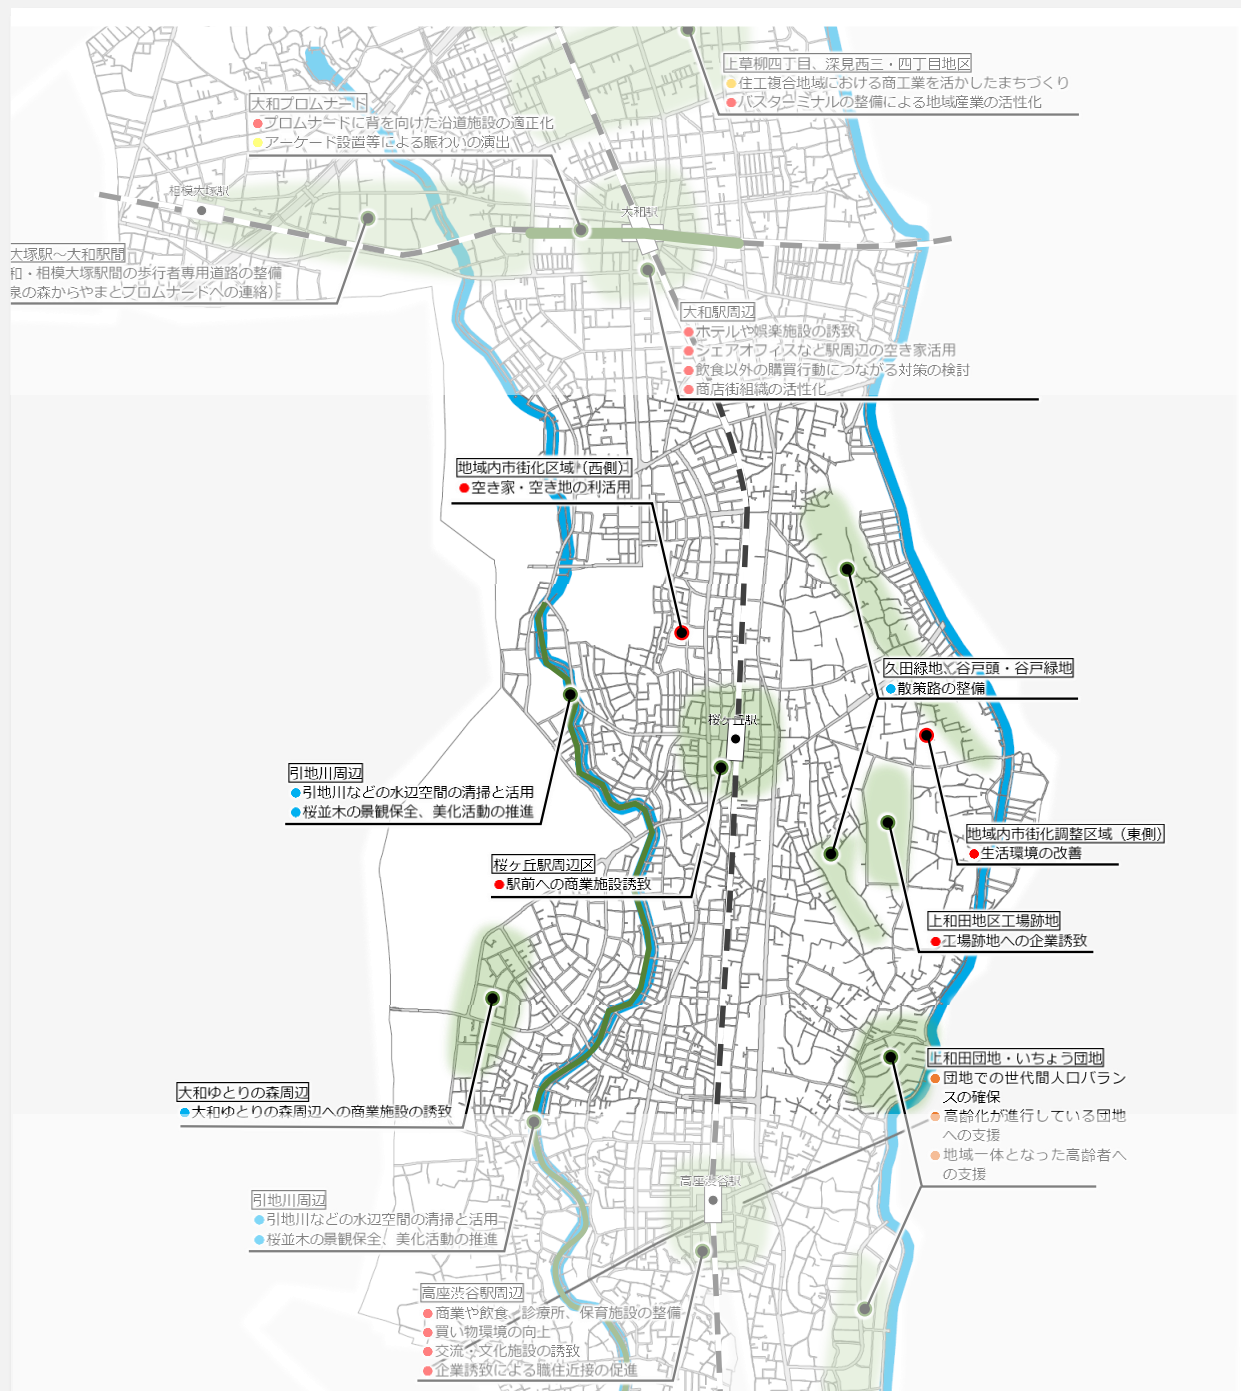 上草柳四丁目、深見西三・四丁目地区
住工複合地域における商工業を活かしたまちづくり
バスターミナルの整備による地域産業の活性化
大和プロムナード
プロムナードに背を向けた沿道施設の適正化
アーケード設置等による賑わいの演出
相模大塚駅
大和駅
大塚駅～大和駅間
和・相模大塚駅間の歩行者専用道路の整備
泉の森からやまとプロムナードへの連絡）
大和駅周辺
ホテルや娯楽施設の誘致
シェアオフィスなど駅周辺の空き家活用
飲食以外の購買行動につながる対策の検討
商店街組織の活性化
地域内市街化区域（西側）
空き家・空き地の利活用
久田緑地、谷戸頭・谷戸緑地
散策路の整備
桜ヶ丘駅
引地川周辺
引地川などの水辺空間の清掃と活用
桜並木の景観保全、美化活動の推進
地域内市街化調整区域（東側）
生活環境の改善
桜ヶ丘駅周辺区
駅前への商業施設誘致
上和田地区工場跡地
工場跡地への企業誘致
上和田団地・いちょう団地
団地での世代間人口バラン
スの確保
高齢化が進行している団地
への支援
地域一体となった高齢者へ
の支援
大和ゆとりの森周辺
大和ゆとりの森周辺への商業施設の誘致
高座渋谷駅
引地川周辺
引地川などの水辺空間の清掃と活用
桜並木の景観保全、美化活動の推進
高座渋谷駅周辺
商業や飲食、診療所、保育施設の整備
買い物環境の向上
交流・文化施設の誘致
企業誘致による職住近接の促進